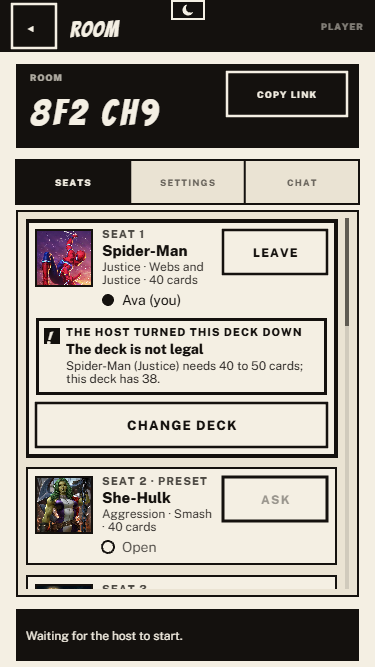 ROOM
PLAYER
ROOM
8F2 CH9
COPY LINK
SEATS
SETTINGS
CHAT
SEAT 1
Spider-Man
Justice · Webs and
Justice · 40 cards
Ava (you)
LEAVE
THE HOST TURNED THIS DECK DOWN
The deck is not legal
Spider-Man (Justice) needs 40 to 50 cards;
this deck has 38.
CHANGE DECK
SEAT 2 · PRESET
She-Hulk
Aggression · Smash
· 40 cards
Open
ASK
SEAT 3
Waiting for the host to start.